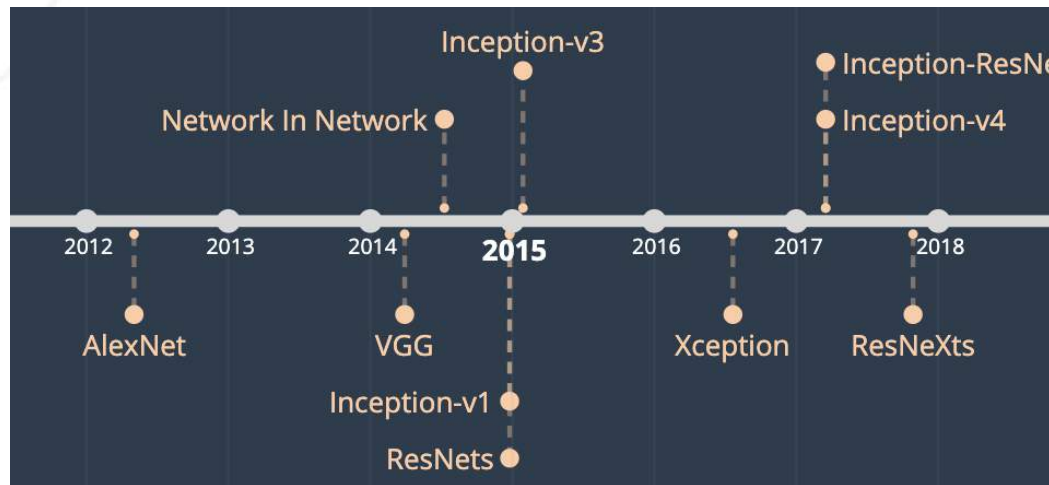 Inception-v3
Inception-ResNe
Network In Network
Inception-v4
2012
2013
2014
2015
2016
2017
2018
AlexNet
VGG
Xception
ResNeXts
Inception-v1
ResNets